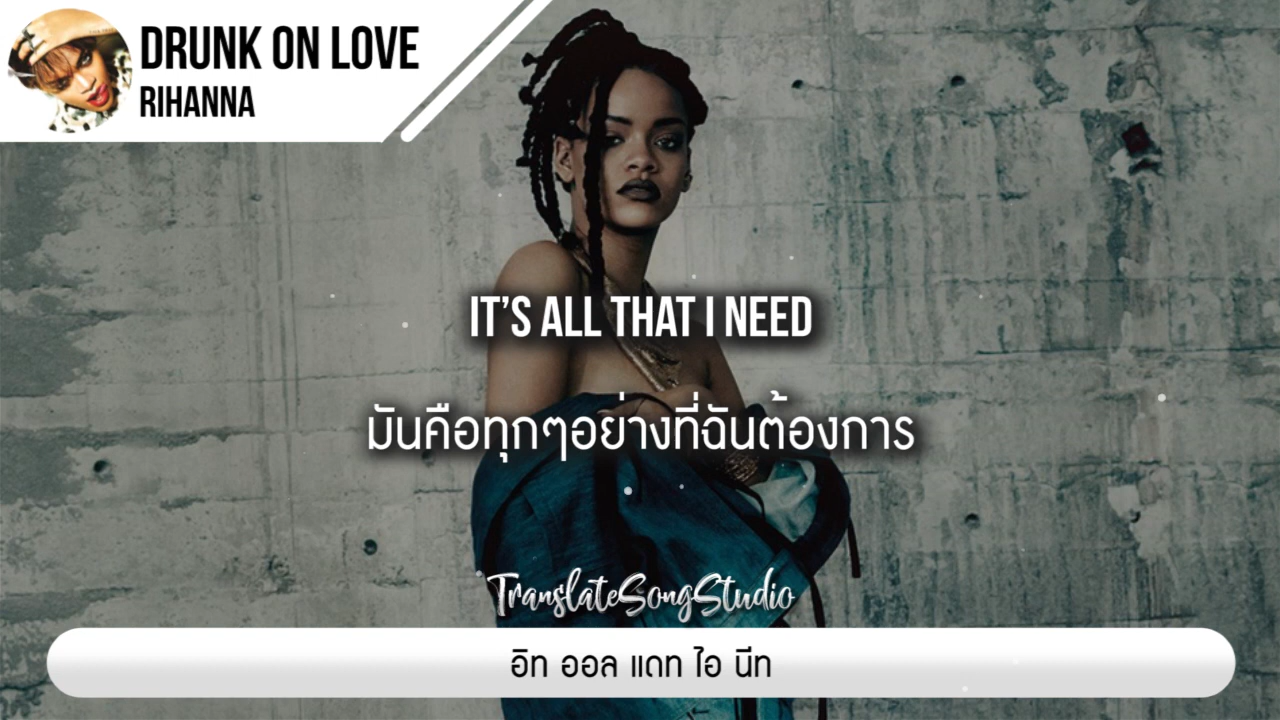 DRUNK ON LOVE
RIHANNA
IT'S ALL THAT I NEED
มันคือทุกๆอย่างที่ฉันต้องการ
TranslateSongStudio
อิท ออล แดท ไอ นีท